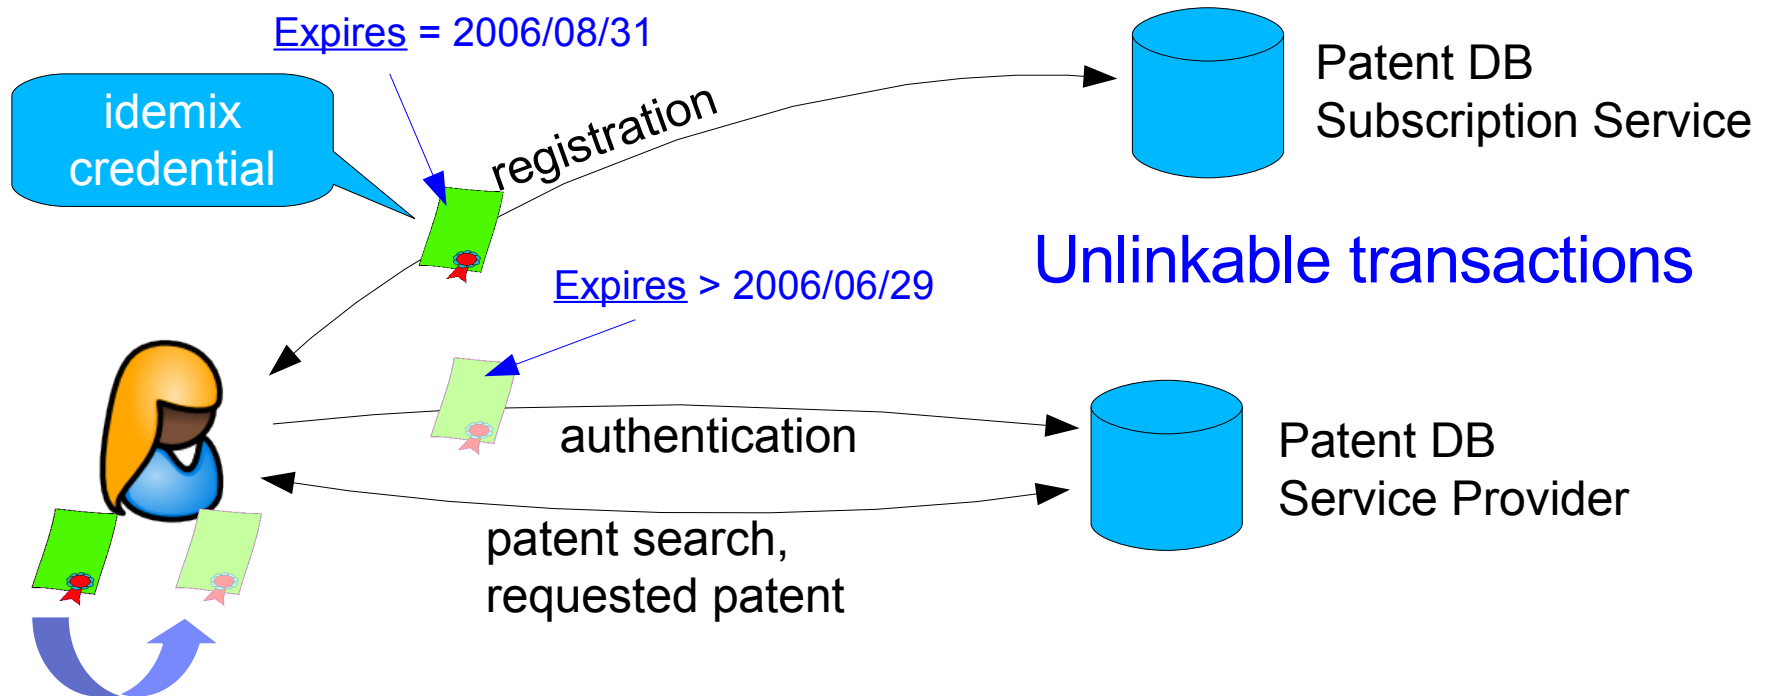 Expires = 2006/08/31
idemix
credential
registration
Patent DB
Subscription Service
Unlinkable transactions
Expires > 2006/06/29
authentication
Patent DB
Service Provider
patent search,
requested patent